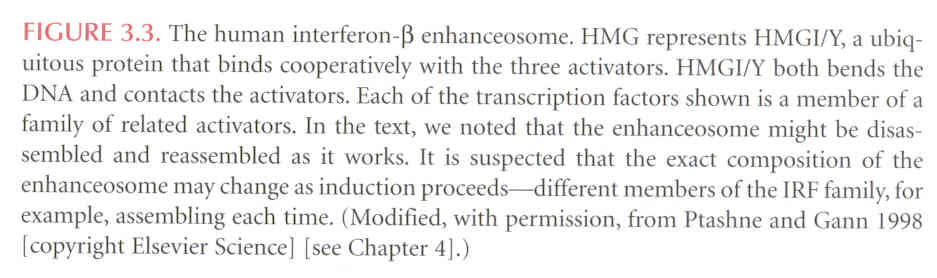 FIGURE 3.3. The human interferon-β enhanceosome. HMG represents HMGI/Y, a ubiq-
uitous protein that binds cooperatively with the three activators. HMGI/Y both bends the
DNA and contacts the activators. Each of the transcription factors shown is a member of a
family of related activators. In the text, we noted that the enhanceosome might be disas-
sembled and reassembled as it works. It is suspected that the exact composition of the
enhanceosome may change as induction proceeds—different members of the IRF family, for
example, assembling each time. (Modified, with permission, from Ptashne and Gann 1998
[copyright Elsevier Science] [see Chapter 4].)